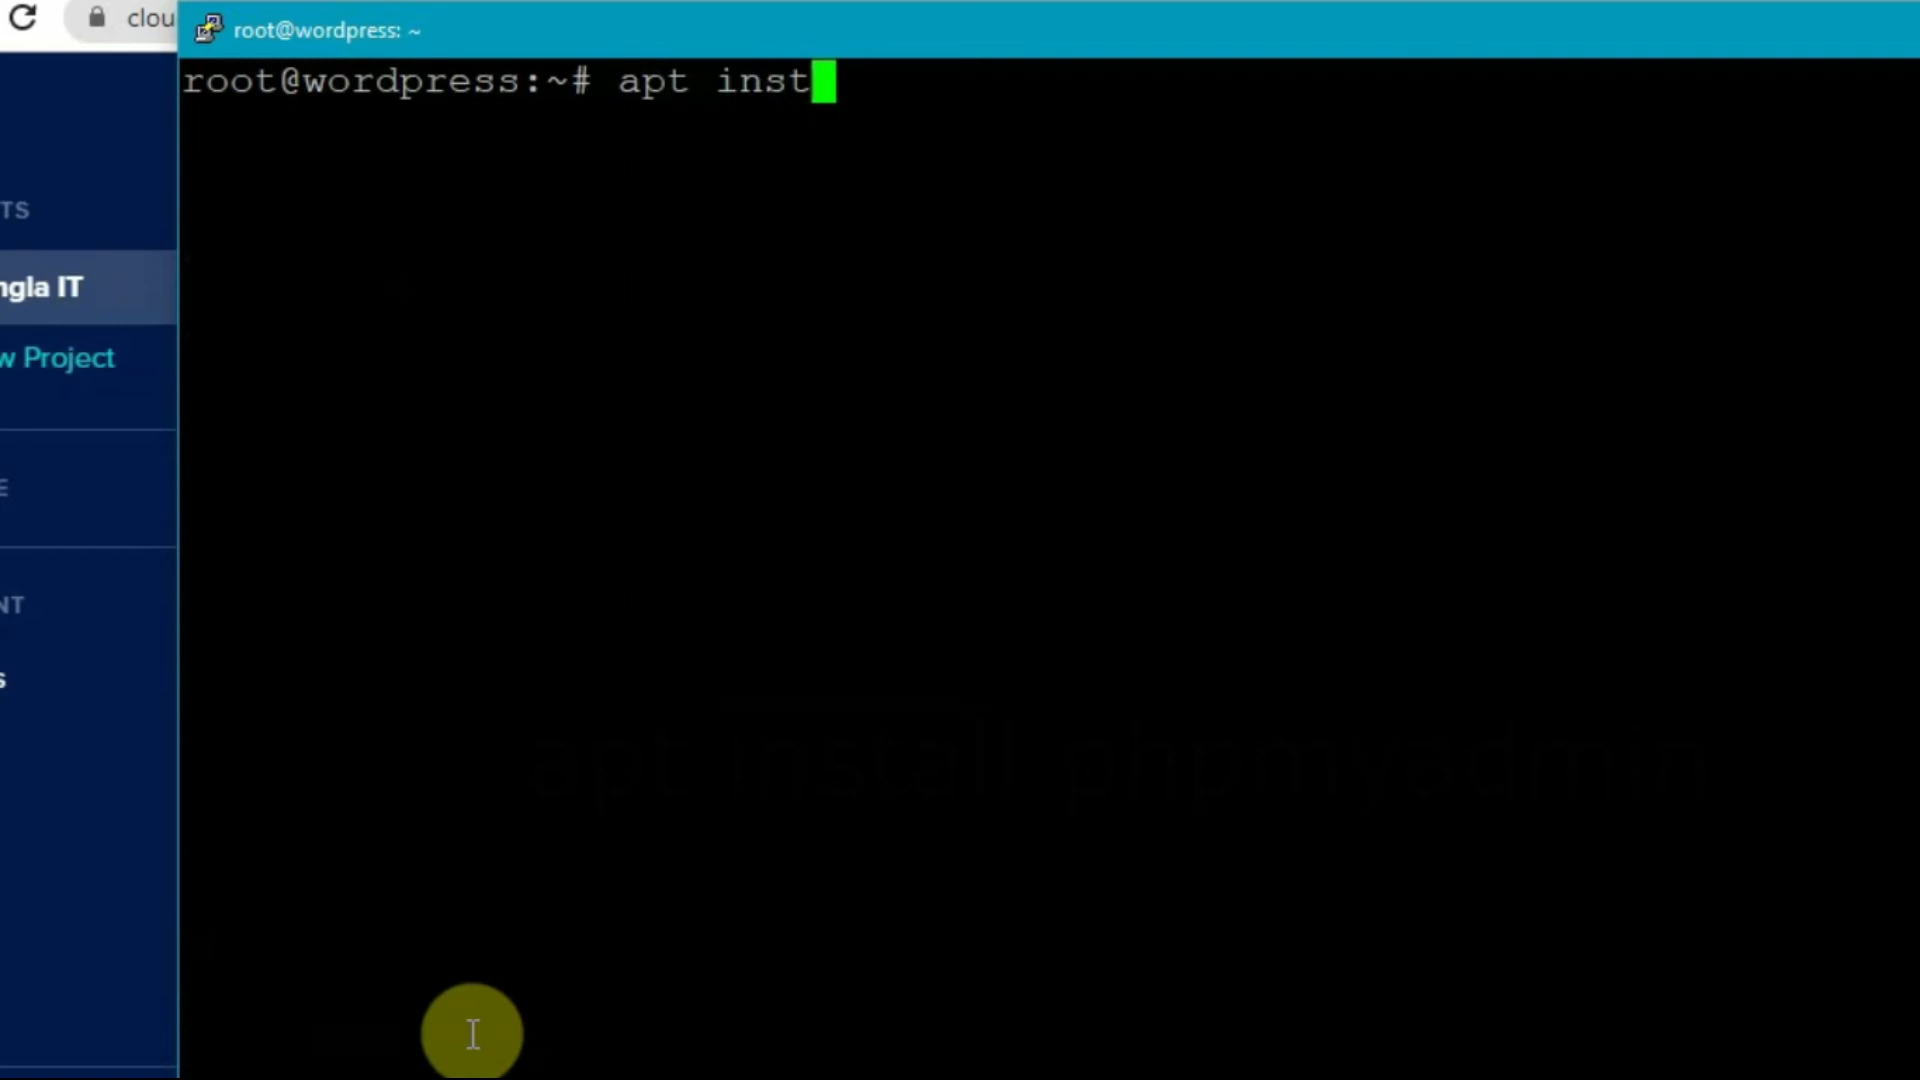 clou
root@wordpress: ~
root@wordpress:~# apt inst
TS
ngla IT
w Project
E
NT
s
apt install phpmyadmin